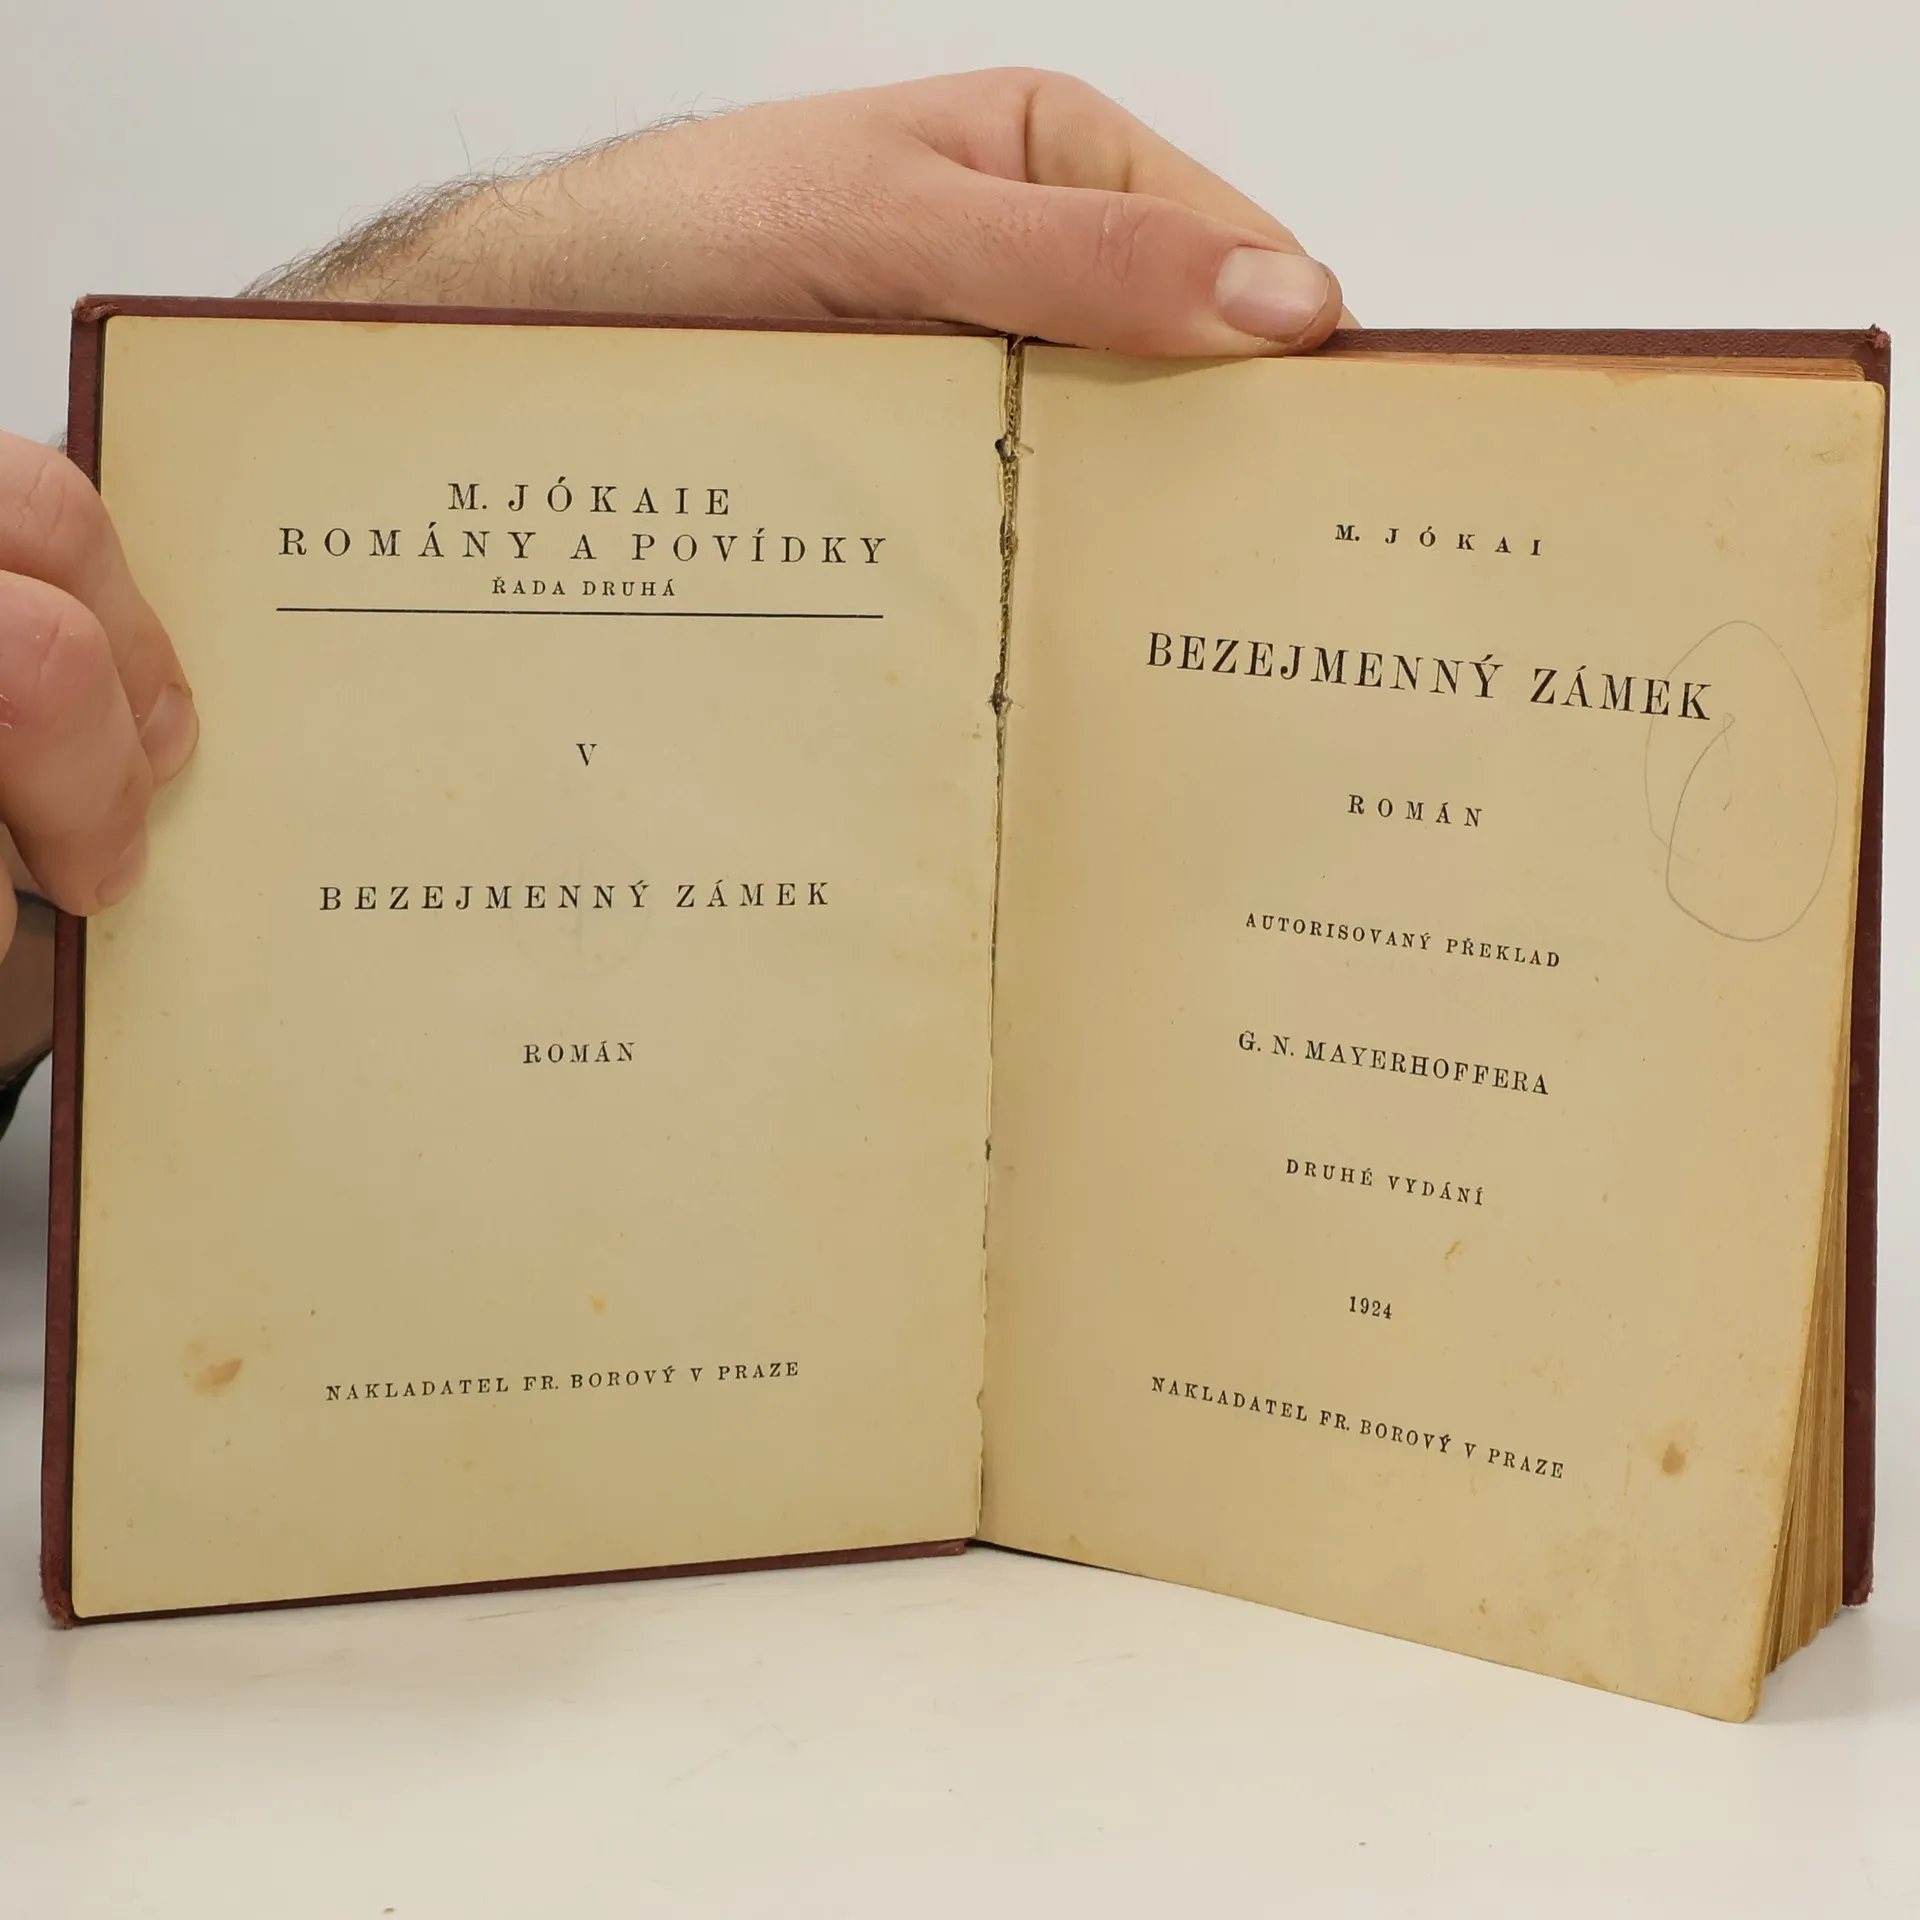 M. JÓKAIE
ROMÁNY A POVÍDKY
ŘADA DRUHÁ
V
BEZEJMENNÝ ZÁMEK
ROMÁN
NAKLADATEL FR. BOROVÝ V PRAZE
M. JÓKAI
BEZEJMENNÝ ZÁMEK
ROMÁN
AUTORISOVANÝ PŘEKLAD
G. N. MAYERHOFFERA
DRUHÉ VYDÁNÍ
1924
NAKLADATEL FR. BOROVÝ V PRAZE